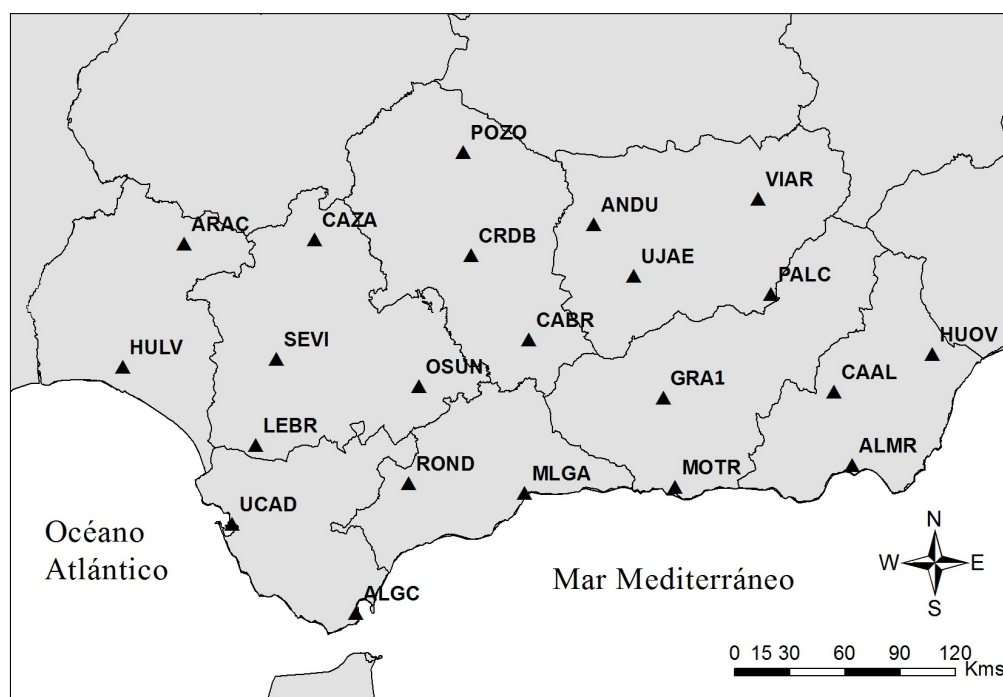 POZO
VIAR
ANDU
ARAC
CAZA
CRDB
UJAE
PALC
CABR
HULV
SEVI
HUOV
OSUN
GRA1
CAAL
LEBR
ROND
MLGA
MOTR
ALMR
UCAD
Océano
Atlántico
Mar Mediterráneo
N
W E
S
ALGC
0 15 30 60 90 120
Kms